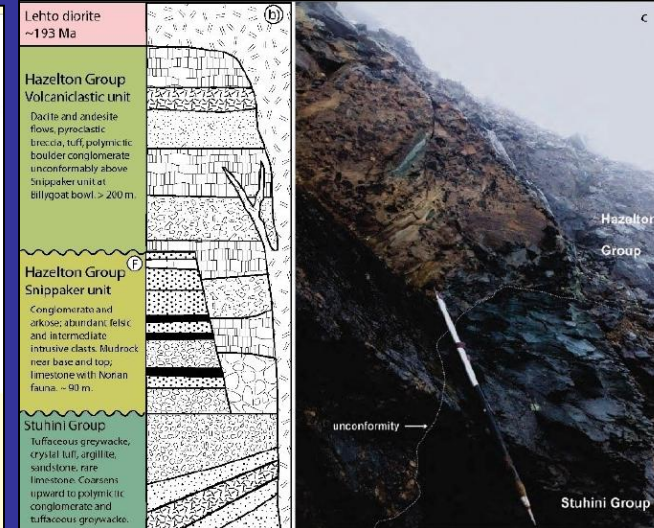 Lehto diorite
~193 Ma
b)
Hazelton Group
Volcaniclastic unit
Dacite and andesite
flows, pyroclastic
breccia, tuff, polymictic
boulder conglomerate
unconformably above
Snippaker unit at
Billygoat bowl. > 200 m.
Hazelton Group
F
Snippaker unit
Conglomerate and
arkose; abundant felsic
and intermediate
intrusive clasts. Mudrock
near base and top;
limestone with Norian
fauna. ~ 90 m.
Stuhini Group
Tuffaceous greywacke,
crystal tuff, argillite,
sandstone, rare
limestone. Coarsens
upward to polymictic
conglomerate and
tuffaceous greywacke.
c
Hazelton
Group
unconformity
Stuhini Group